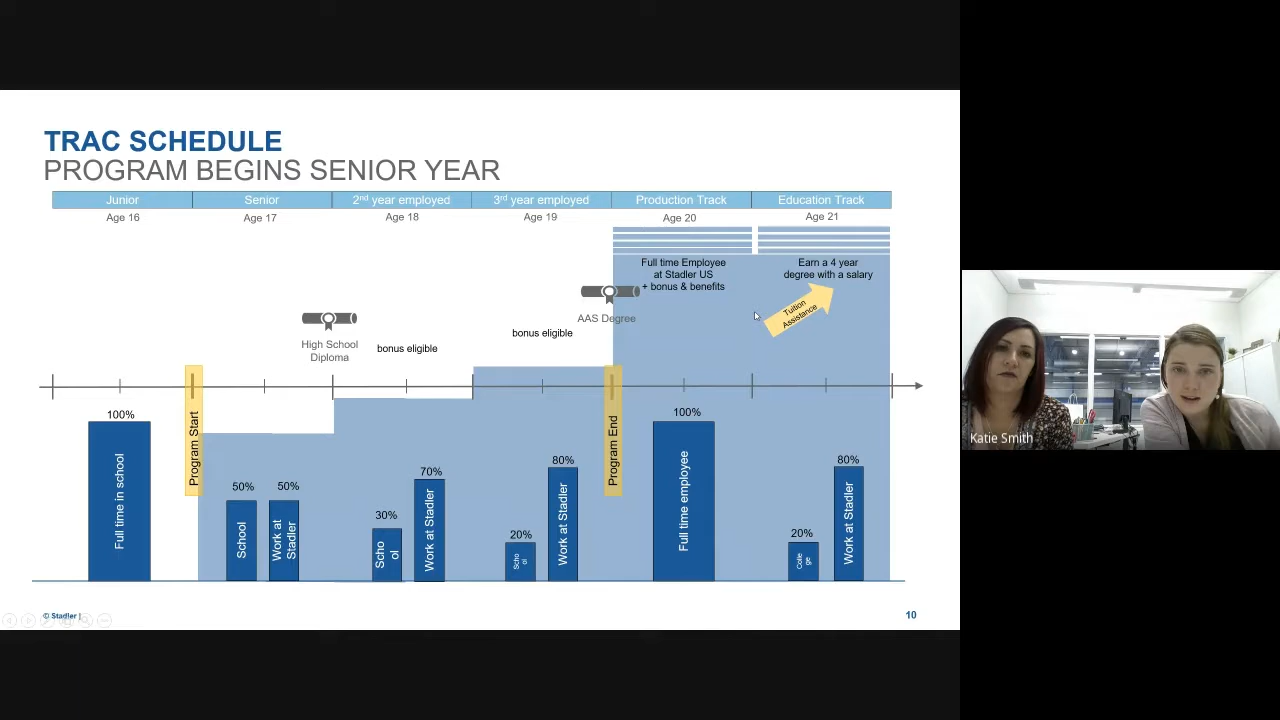 TRAC SCHEDULE
PROGRAM BEGINS SENIOR YEAR
Junior
Senior
2nd year employed
3rd year employed
Production Track
Education Track
Age 16
Age 17
Age 18
Age 19
Age 20
Age 21
Full time Employee
at Stadler US
+ bonus & benefits
Earn a 4 year
degree with a salary
Tuition
Assistance
AAS Degree
High School
Diploma
bonus eligible
bonus eligible
Program Start
Program End
100%
Full time in school
50%
School
50%
Work at
Stadler
30%
Scho
ol
70%
Work at Stadler
20%
Scho
ol
80%
Work at Stadler
100%
Full time employee
20%
Colle
ge
80%
Work at Stadler
© Stadler |
10
Katie Smith